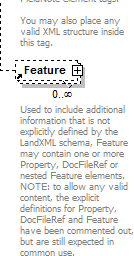 You may also place any
valid XML structure inside
this tag.
Feature
0..∞
Used to include additional
information that is not
explicitly defined by the
LandXML schema, Feature
may contain one or more
Property, DocFileRef or
nested Feature elements.
NOTE: to allow any valid
content, the explicit
definitions for Property,
DocFileRef and Feature
have been commented out,
but are still expected in
common use.